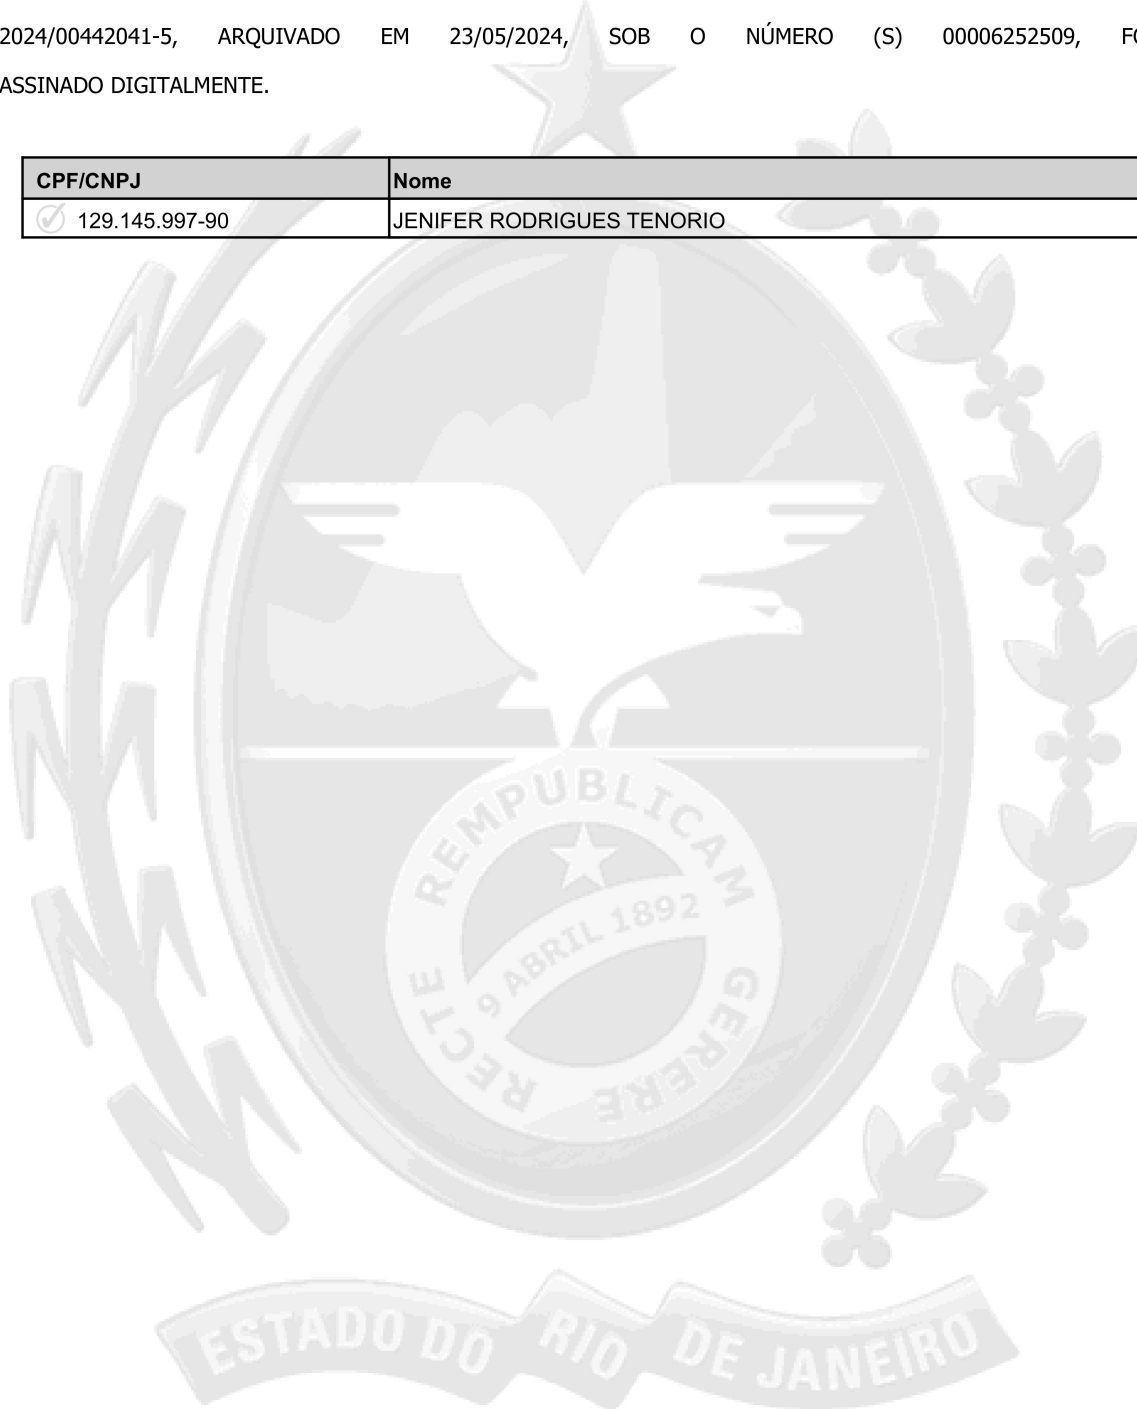 2024/00442041-5, ARQUIVADO EM 23/05/2024, SOB O NÚMERO (S) 00006252509,
ASSINADO DIGITALMENTE.
CPF/CNPJ Nome
129.145.997-90 JENIFER RODRIGUES TENORIO
REMPUBLICAM
9 ABRIL 1892
RECTE GERERE
ESTADO DO RIO DE JANEIRO